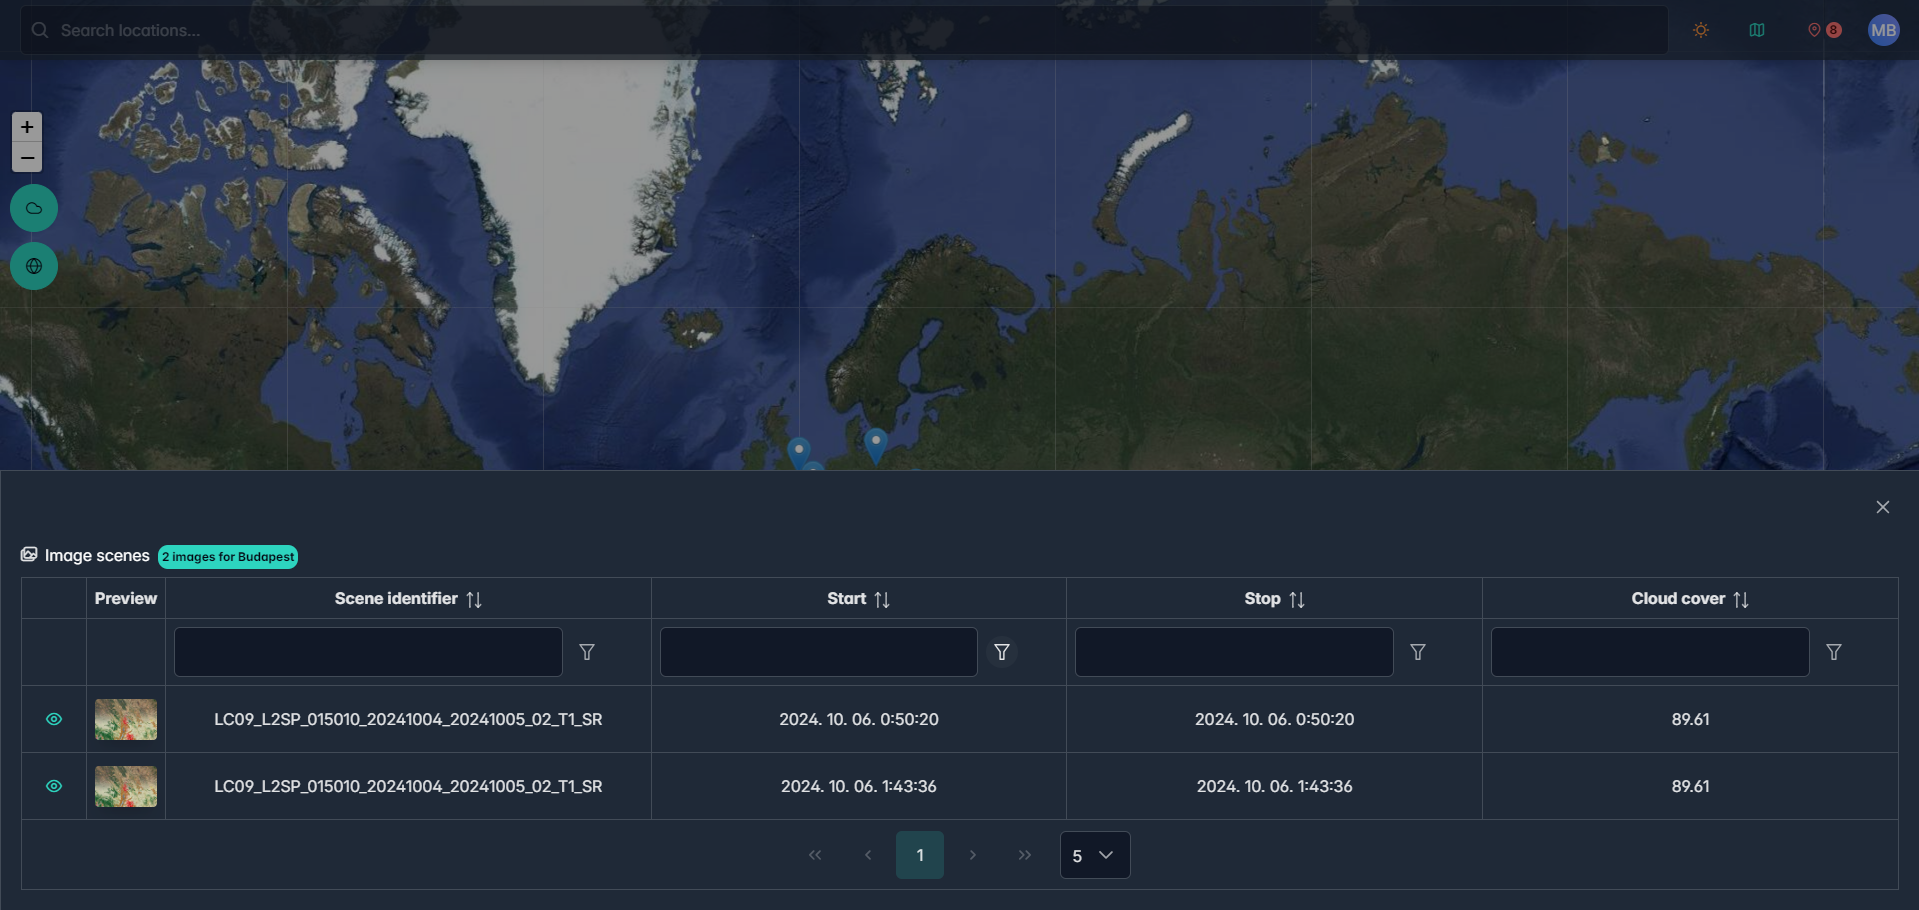 Search locations...
8
MB
+
−
Image scenes 2 images for Budapest
Preview Scene identifier Start Stop Cloud cover
LC09_L2SP_015010_20241004_20241005_02_T1_SR 2024. 10. 06. 0:50:20 2024. 10. 06. 0:50:20 89.61
LC09_L2SP_015010_20241004_20241005_02_T1_SR 2024. 10. 06. 1:43:36 2024. 10. 06. 1:43:36 89.61
1 5